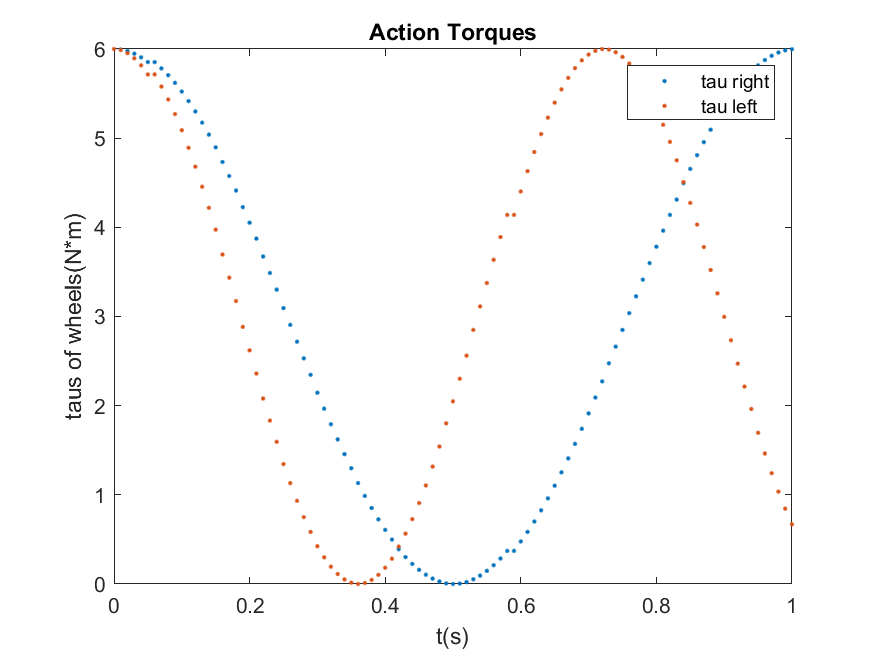 Action Torques
tau right
tau left
taus of wheels(N*m)
6
5
4
3
2
1
0
0
0.2
0.4
0.6
0.8
1
t(s)